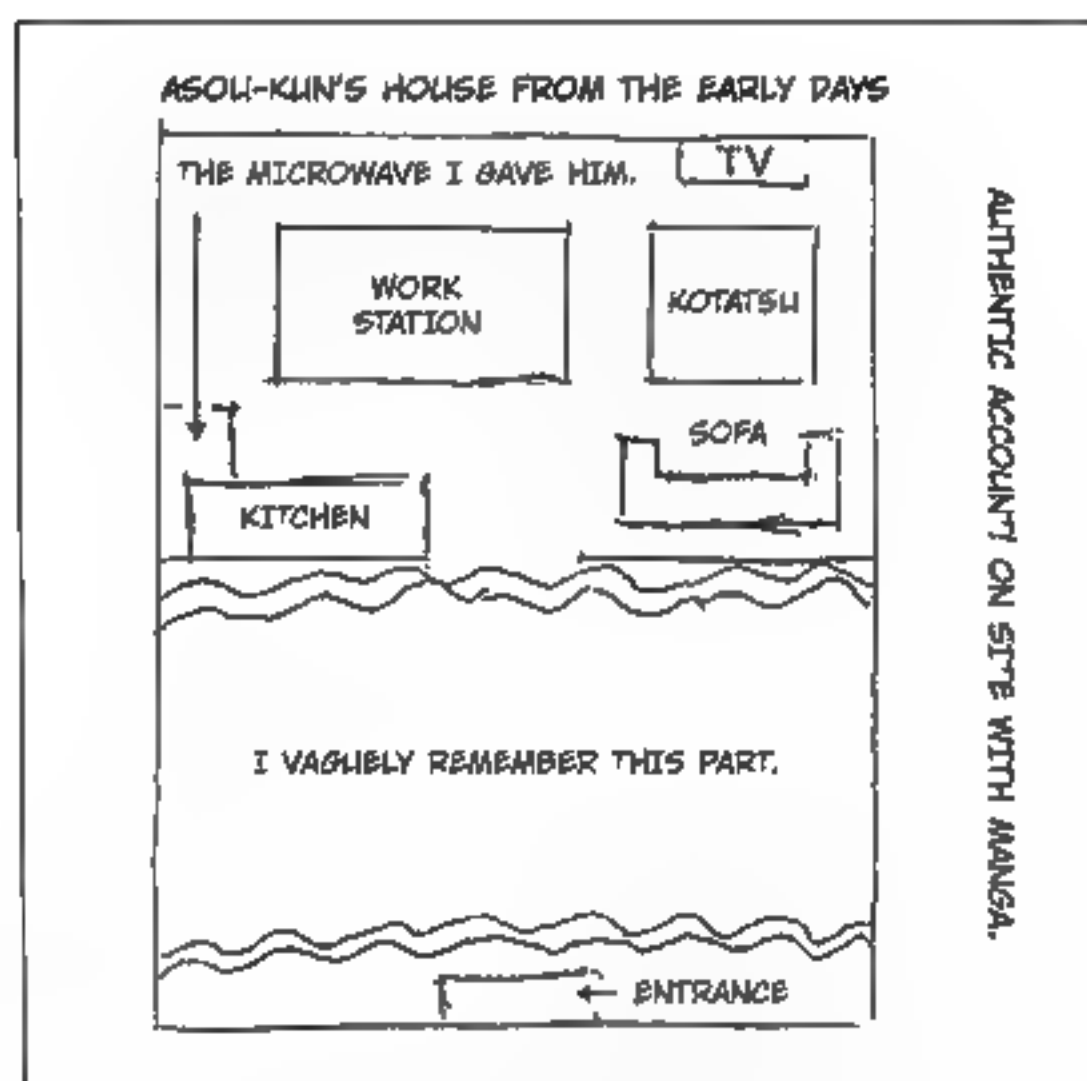 ASOU-KUN'S HOUSE FROM THE EARLY DAYS
THE MICROWAVE I GAVE HIM.
TV
WORK
STATION
KOTATSU
SOFA
KITCHEN
I VAGUELY REMEMBER THIS PART.
ENTRANCE
AUTHENTIC ACCOUNT! ON SITE WITH MANGA.